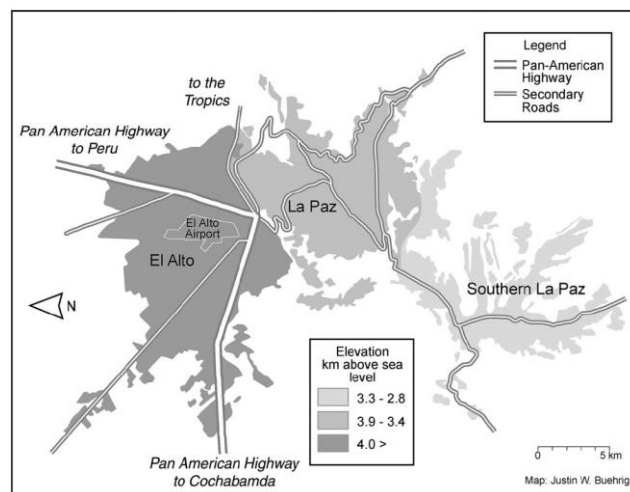 Legend
Pan-American
Highway
Secondary
Roads
to the
Tropics
Pan American Highway
to Peru
El Alto
Airport
El Alto
La Paz
Southern La Paz
N
Elevation
km above sea
level
3.3 - 2.8
3.9 - 3.4
4.0 >
Pan American Highway
to Cochabamda
0
5 km
Map: Justin W. Buehrig